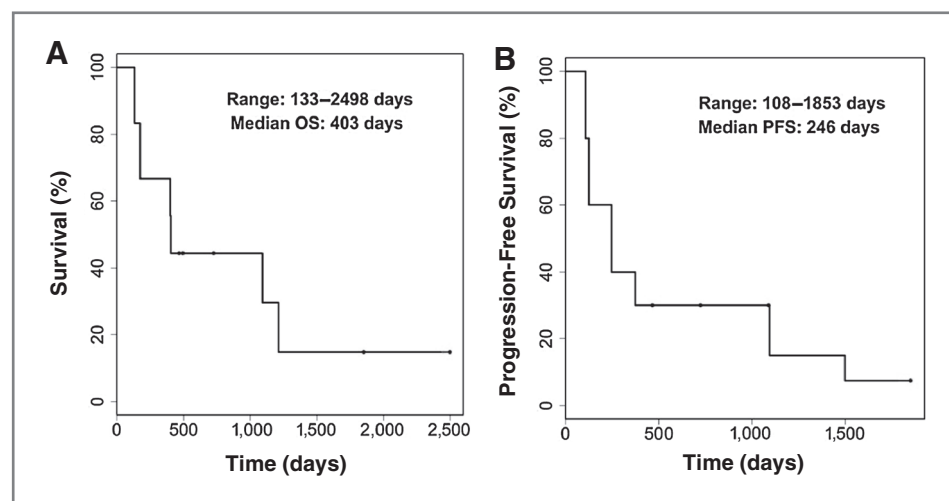 A
Range: 133–2498 days
Median OS: 403 days
Survival (%)
100
80
60
40
20
0
0 500 1,000 1,500 2,000 2,500
Time (days)
B
Range: 108–1853 days
Median PFS: 246 days
Progression-Free Survival (%)
100
80
60
40
20
0
0 500 1,000 1,500
Time (days)